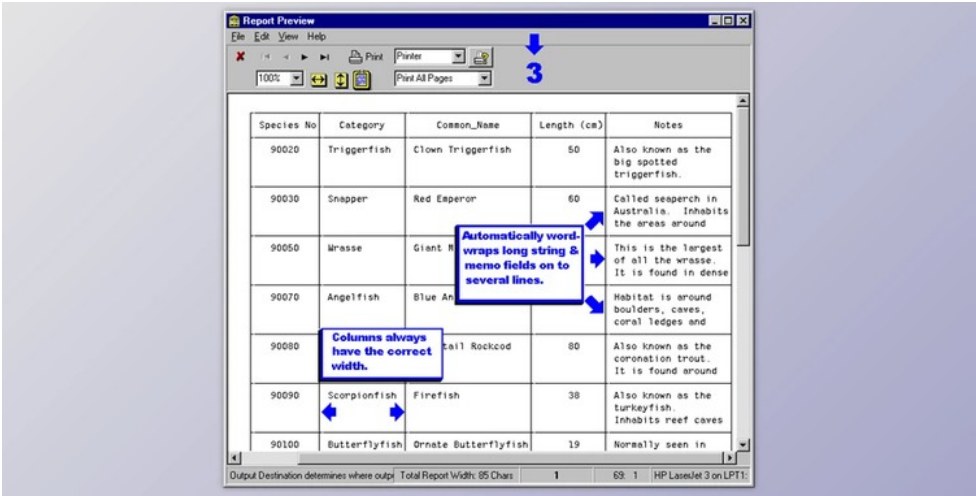 Report Preview
File Edit View Help
Print Printer
3
100% Print All Pages
Species No Category Common_Name Length (cm) Notes
90020 Triggerfish Clown Triggerfish 50 Also known as the
big spotted
triggerfish.
90030 Snapper Red Emperor 60 Called seaperch in
Australia. Inhabits
the areas around
90050 Wrasse Giant M This is the largest
of all the wrasse.
It is found in dense
Automatically word-
wraps long string &
memo fields on to
several lines.
90070 Angelfish Blue An Habitat is around
boulders, caves,
coral ledges and
Columns always
have the correct
width.
90080 tail Rockcod 80 Also known as the
coronation trout.
It is found around
90090 Scorpionfish Firefish 38 Also known as the
turkeyfish.
Inhabits reef caves
90100 Butterflyfish Ornate Butterflyfish 19 Normally seen in
Output Destination determines where outp Total Report Width: 85 Chars 1 69: 1 HP LaserJet 3 on LPT1: